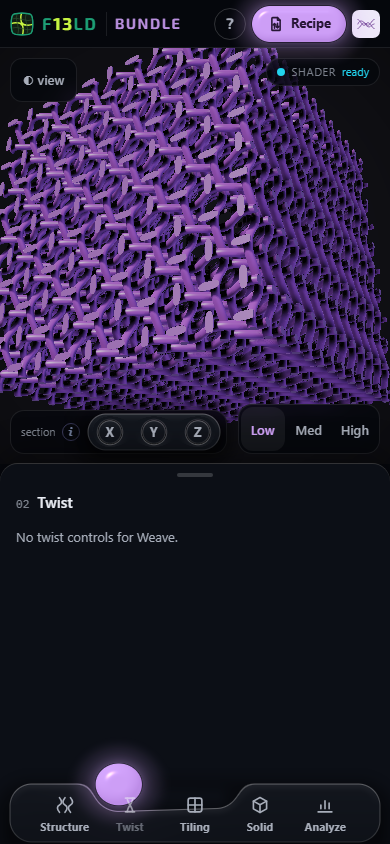 F13LD BUNDLE ? Recipe
view
SHADER ready
section i X Y Z Low Med High
02 Twist
No twist controls for Weave.
Structure Twist Tiling Solid Analyze